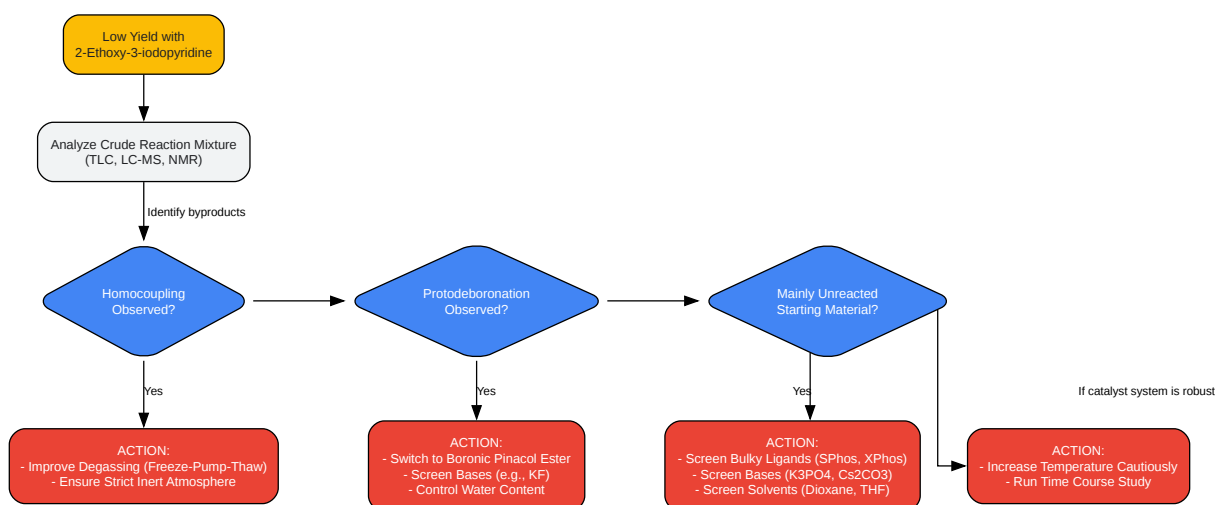 Low Yield with
2-Ethoxy-3-iodopyridine
Analyze Crude Reaction Mixture
(TLC, LC-MS, NMR)
Identify byproducts
Homocoupling
Observed?
Protodeboronation
Observed?
Mainly Unreacted
Starting Material?
Yes
Yes
Yes
If catalyst system is robust
ACTION:
- Improve Degassing (Freeze-Pump-Thaw)
- Ensure Strict Inert Atmosphere
ACTION:
- Switch to Boronic Pinacol Ester
- Screen Bases (e.g., KF)
- Control Water Content
ACTION:
- Screen Bulky Ligands (SPhos, XPhos)
- Screen Bases (K3PO4, Cs2CO3)
- Screen Solvents (Dioxane, THF)
ACTION:
- Increase Temperature Cautiously
- Run Time Course Study